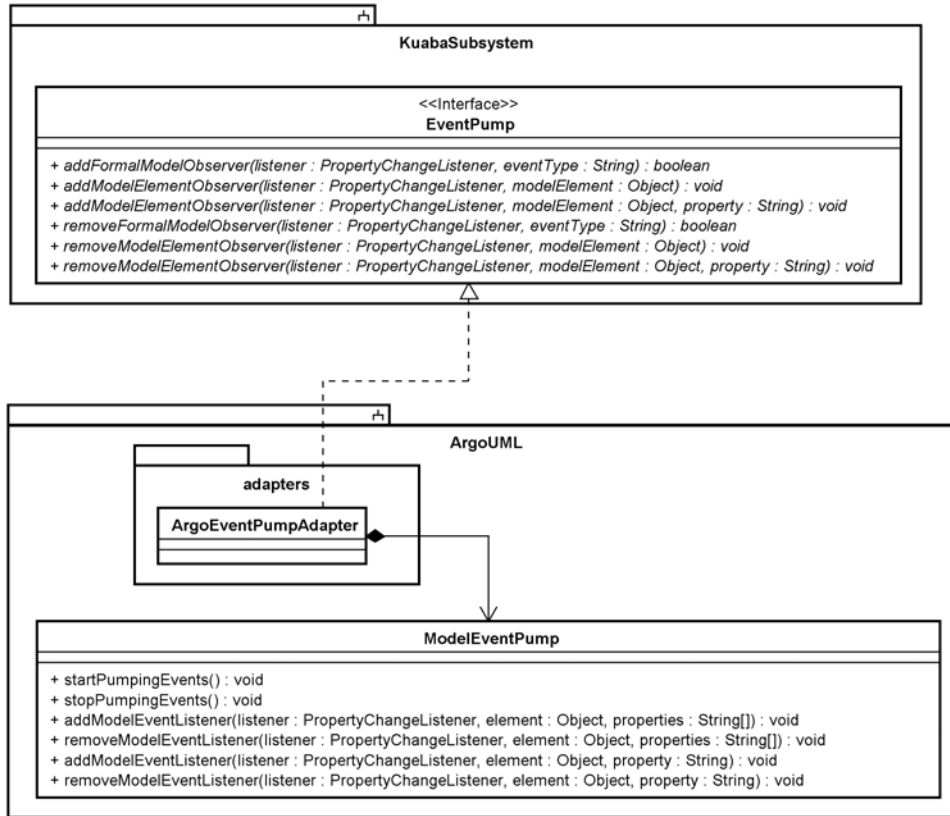 KuabaSubsystem
<<Interface>>
EventPump
+ addFormalModelObserver(listener : PropertyChangeListener, eventType : String) : boolean
+ addModelElementObserver(listener : PropertyChangeListener, modelElement : Object) : void
+ addModelElementObserver(listener : PropertyChangeListener, modelElement : Object, property : String) : void
+ removeFormalModelObserver(listener : PropertyChangeListener, eventType : String) : boolean
+ removeModelElementObserver(listener : PropertyChangeListener, modelElement : Object) : void
+ removeModelElementObserver(listener : PropertyChangeListener, modelElement : Object, property : String) : void
ArgoUML
adapters
ArgoEventPumpAdapter
ModelEventPump
+ startPumpingEvents() : void
+ stopPumpingEvents() : void
+ addModelEventListener(listener : PropertyChangeListener, element : Object, properties : String[]) : void
+ removeModelEventListener(listener : PropertyChangeListener, element : Object, properties : String[]) : void
+ addModelEventListener(listener : PropertyChangeListener, element : Object, property : String) : void
+ removeModelEventListener(listener : PropertyChangeListener, element : Object, property : String) : void